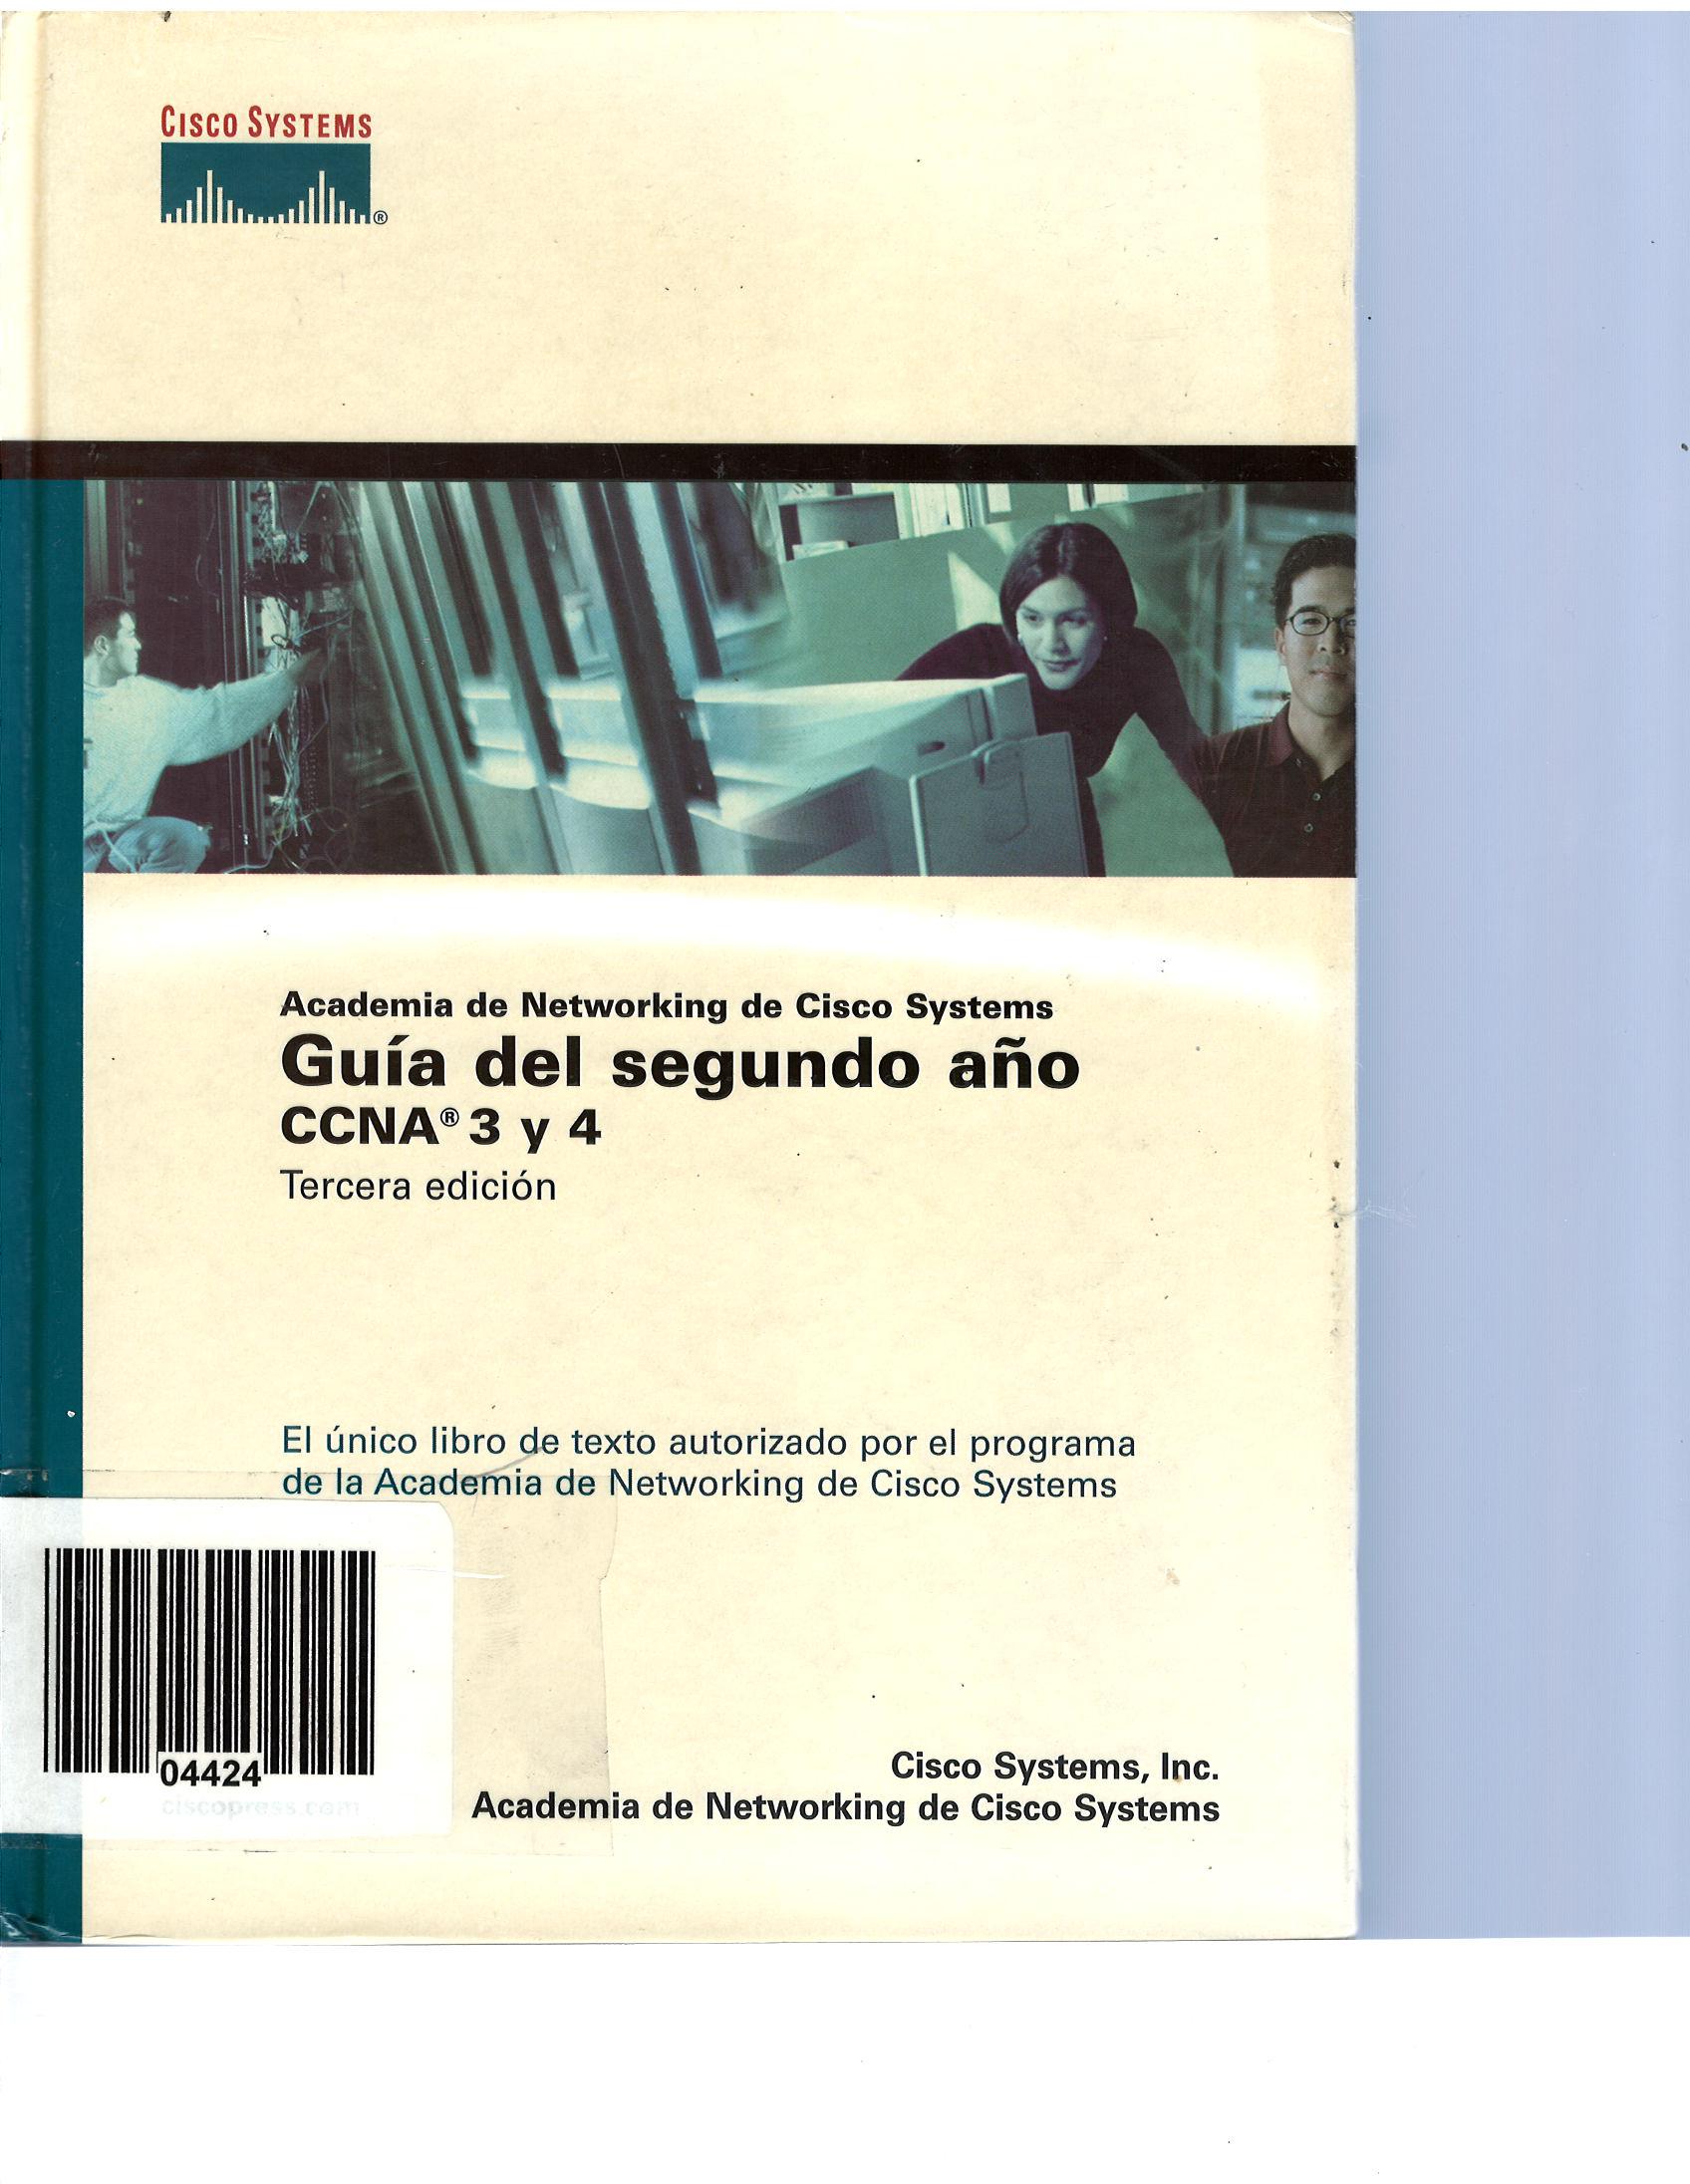 CISCO SYSTEMS
®
Academia de Networking de Cisco Systems
Guía del segundo año
CCNA® 3 y 4
Tercera edición
El único libro de texto autorizado por el programa
de la Academia de Networking de Cisco Systems
04424
ciscopress.com
Cisco Systems, Inc.
Academia de Networking de Cisco Systems